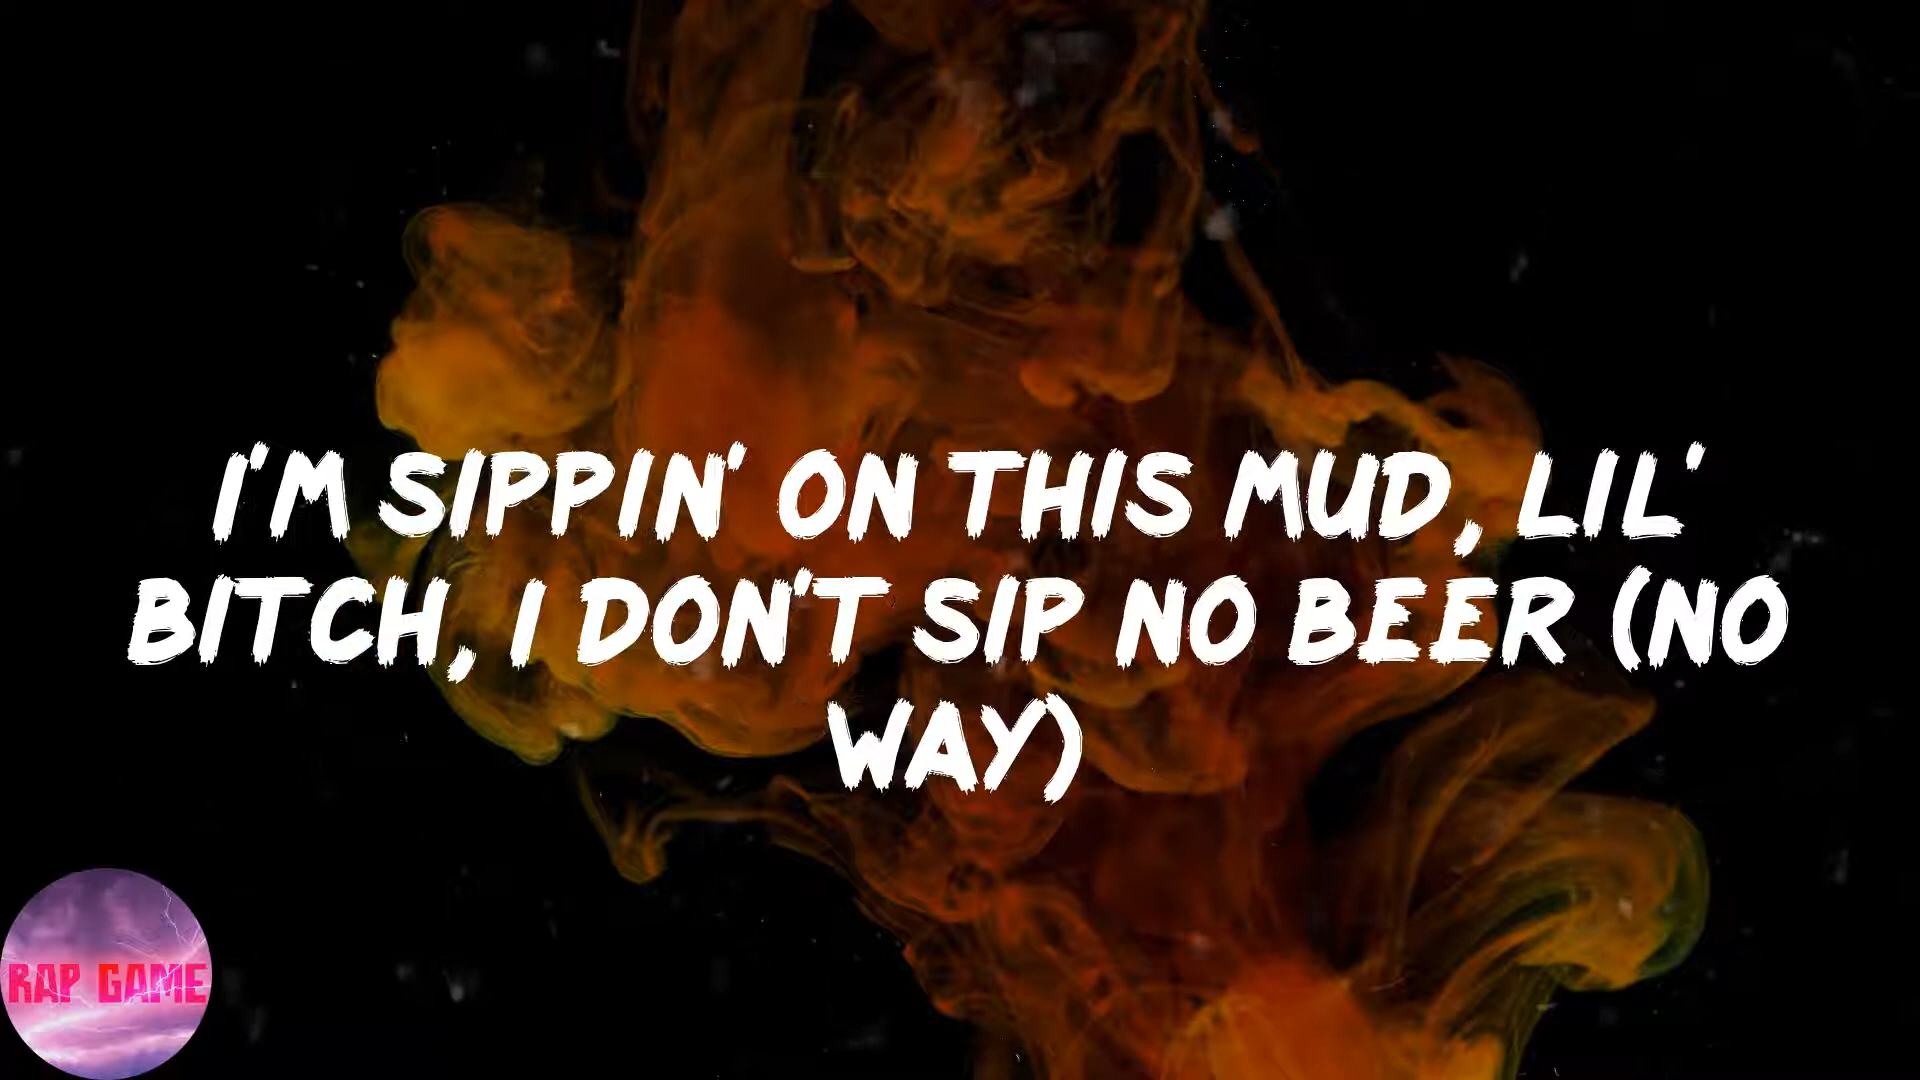 I'M SIPPIN' ON THIS MUD, LIL'
BITCH, I DON'T SIP NO BEER (NO
WAY)
RAP GAME